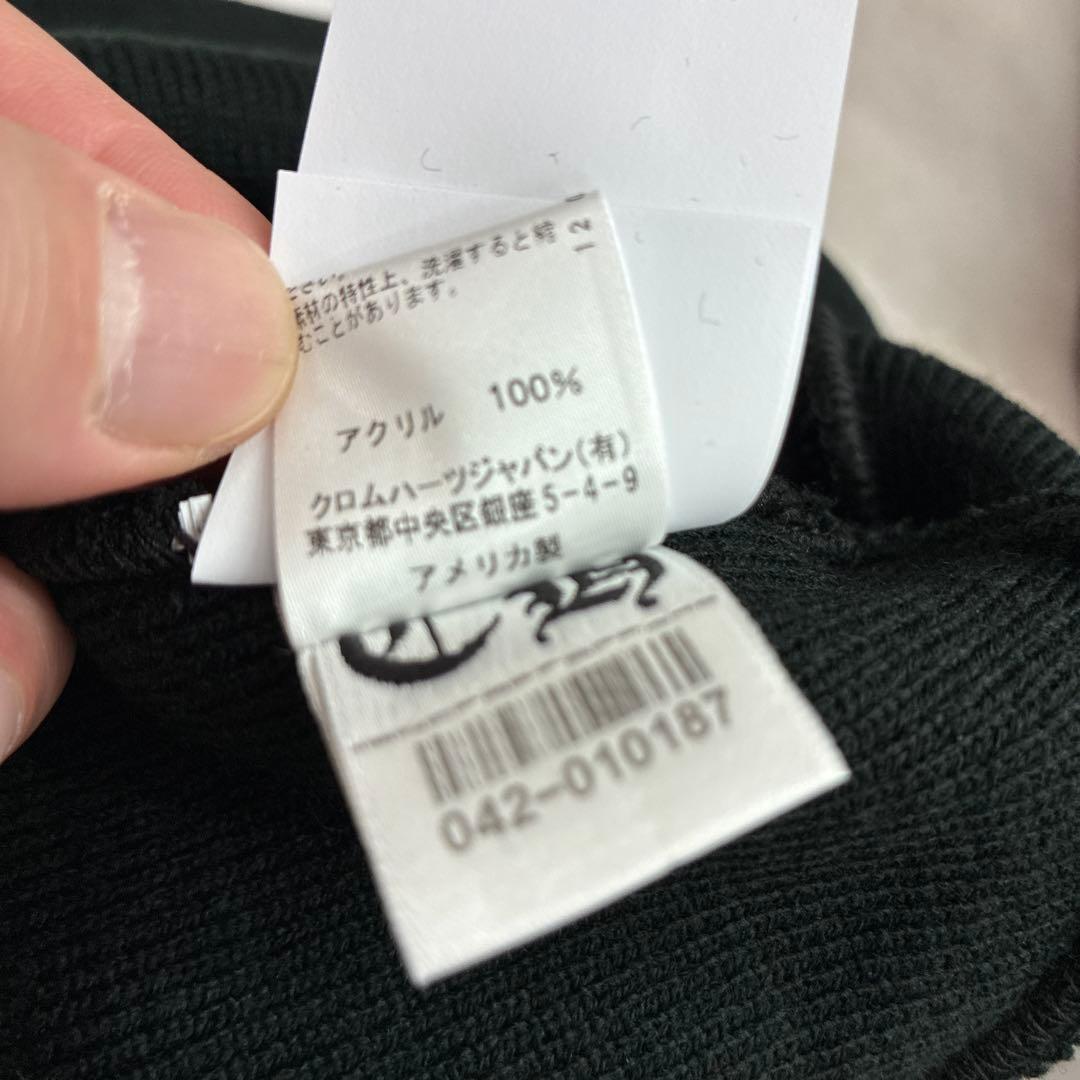 素材の特性上、洗濯すると縮
むことがあります。
アクリル 100%
クロムハーツジャパン(有)
東京都中央区銀座5-4-9
アメリカ製
042-010187